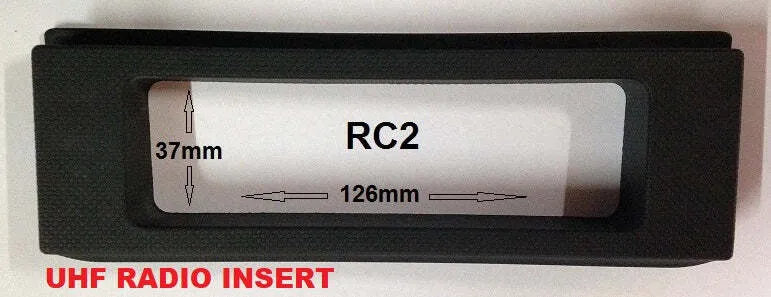 RC2
37mm
126mm
UHF RADIO INSERT